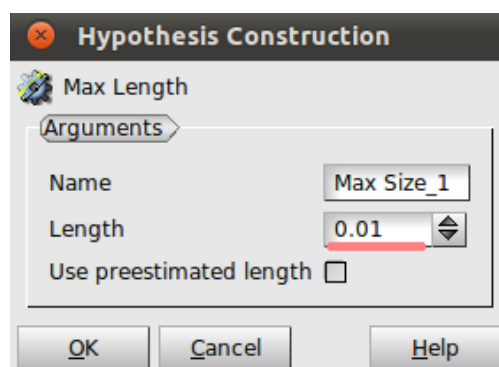 Hypothesis Construction
Max Length
Arguments
Name Max Size_1
Length 0.01
Use preestimated length
OK Cancel Help